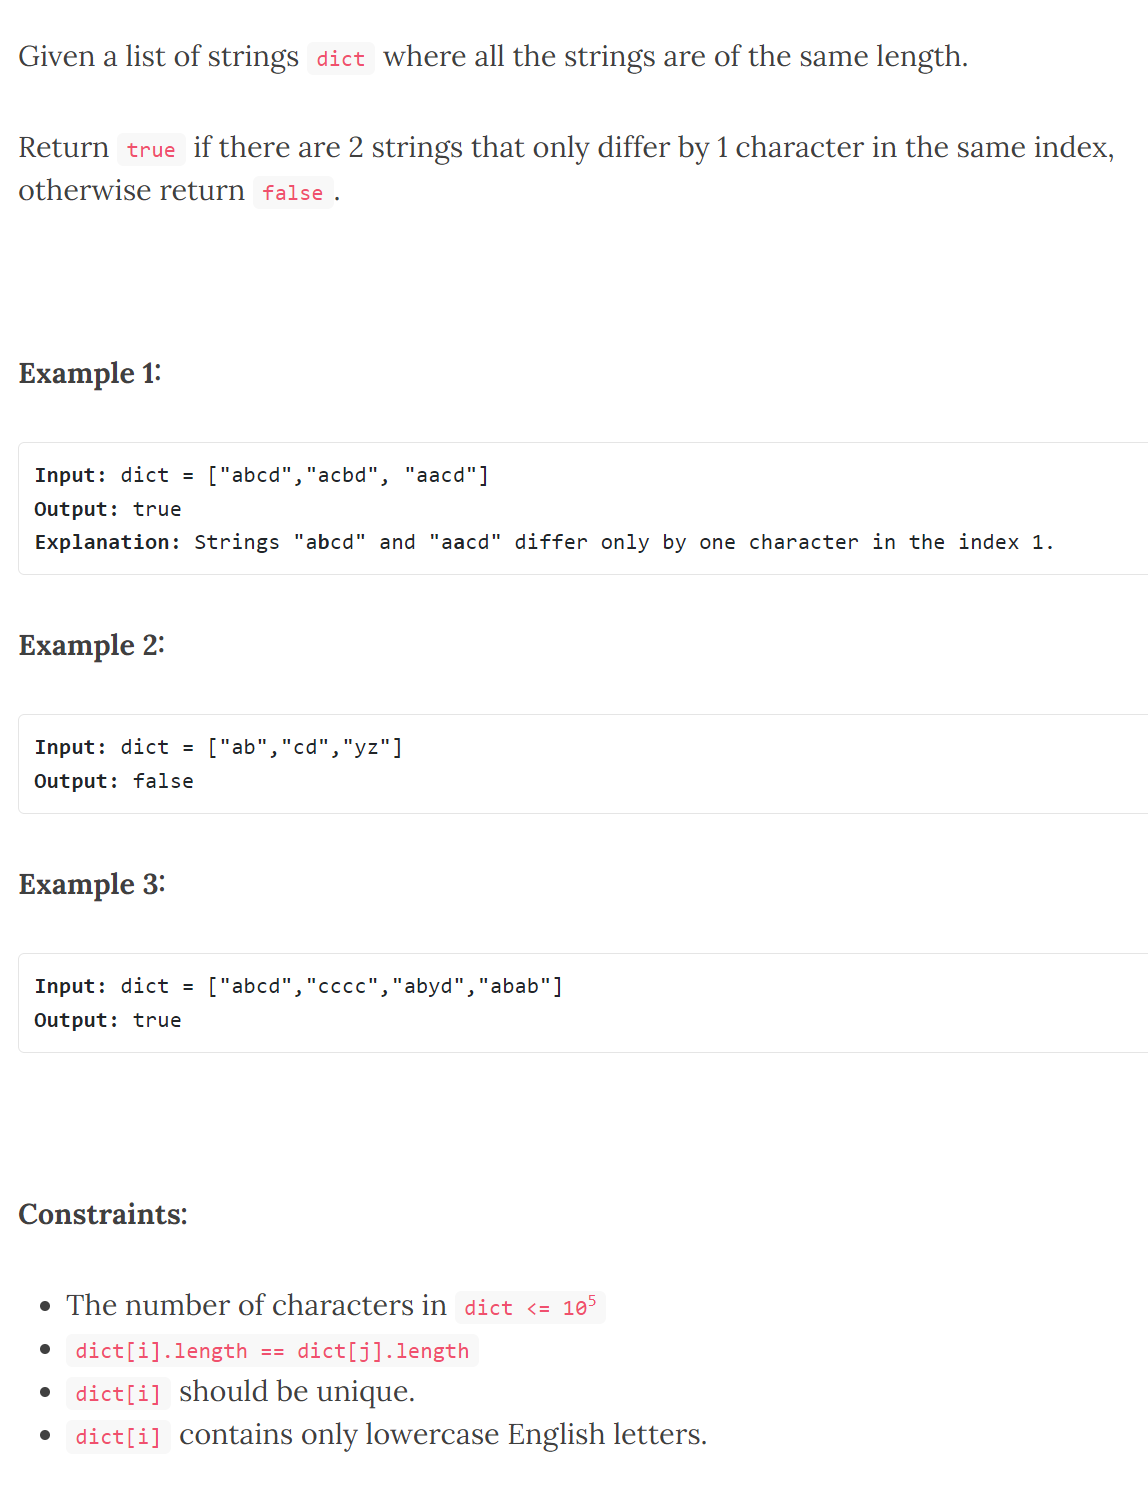 Given a list of strings dict where all the strings are of the same length.
Return true if there are 2 strings that only differ by 1 character in the same index,
otherwise return false .
Example 1:
Input: dict = ["abcd","acbd", "aacd"]
Output: true
Explanation: Strings "abcd" and "aacd" differ only by one character in the index 1.
Example 2:
Input: dict = ["ab","cd","yz"]
Output: false
Example 3:
Input: dict = ["abcd","cccc","abyd","abab"]
Output: true
Constraints:
• The number of characters in dict <= 10⁵
• dict[i].length == dict[j].length
• dict[i] should be unique.
• dict[i] contains only lowercase English letters.